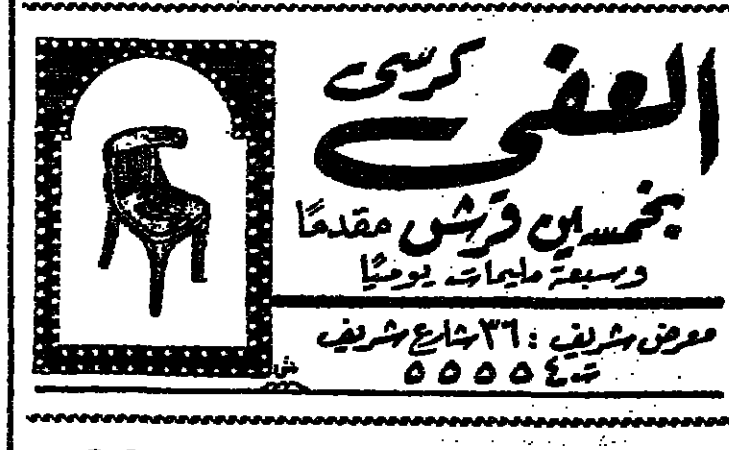 كرسى
العفى
بخمسين قرش مقدمًا
وسبعة مليمات يوميًا
معرض شريف : ٣٦ شارع شريف
ت ٥٥٥٥٤